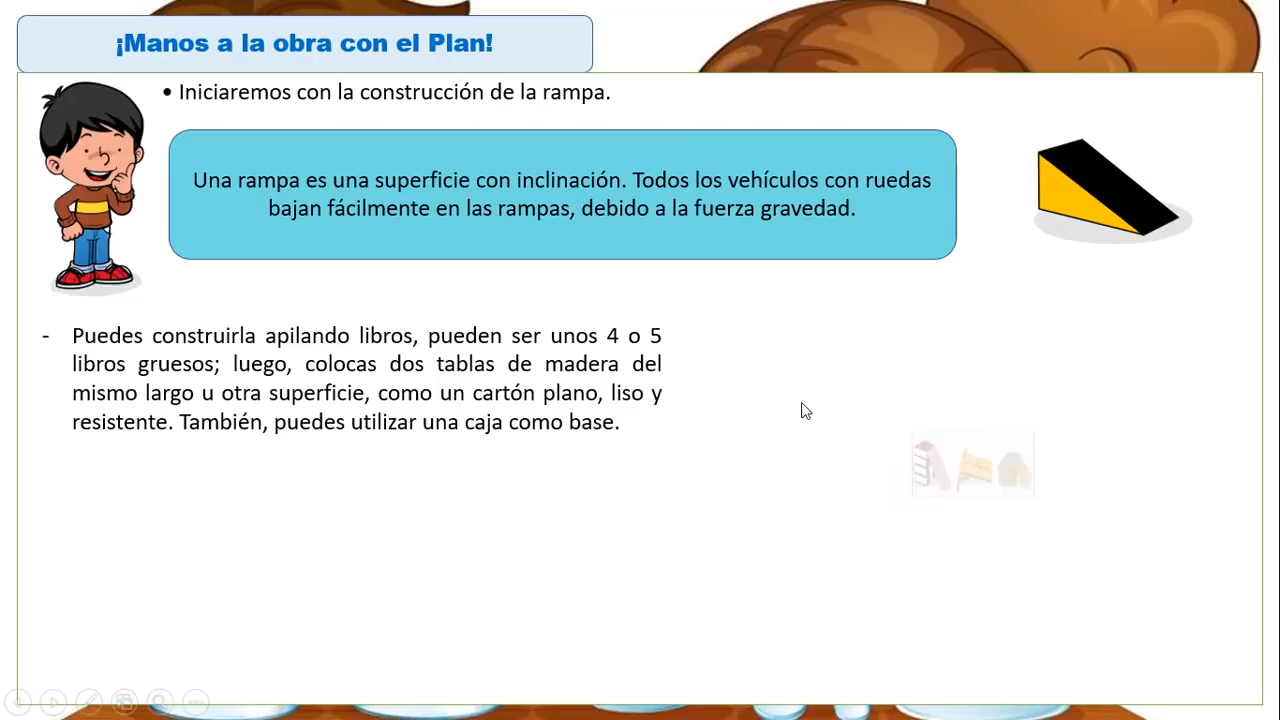 ¡Manos a la obra con el Plan!
• Iniciaremos con la construcción de la rampa.
Una rampa es una superficie con inclinación. Todos los vehículos con ruedas
bajan fácilmente en las rampas, debido a la fuerza gravedad.
- Puedes construirla apilando libros, pueden ser unos 4 o 5
libros gruesos; luego, colocas dos tablas de madera del
mismo largo u otra superficie, como un cartón plano, liso y
resistente. También, puedes utilizar una caja como base.